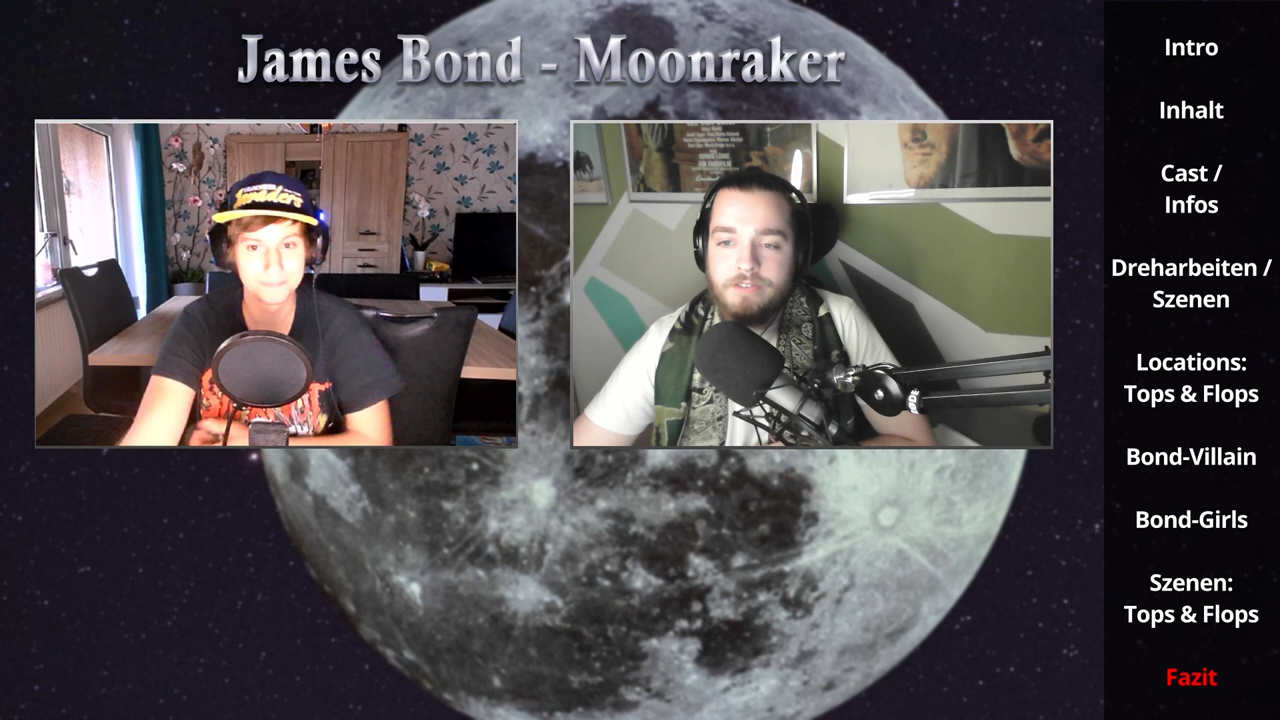 James Bond - Moonraker
Invaders
Intro
Inhalt
Cast /
Infos
Dreharbeiten /
Szenen
Locations:
Tops & Flops
Bond-Villain
Bond-Girls
Szenen:
Tops & Flops
Fazit